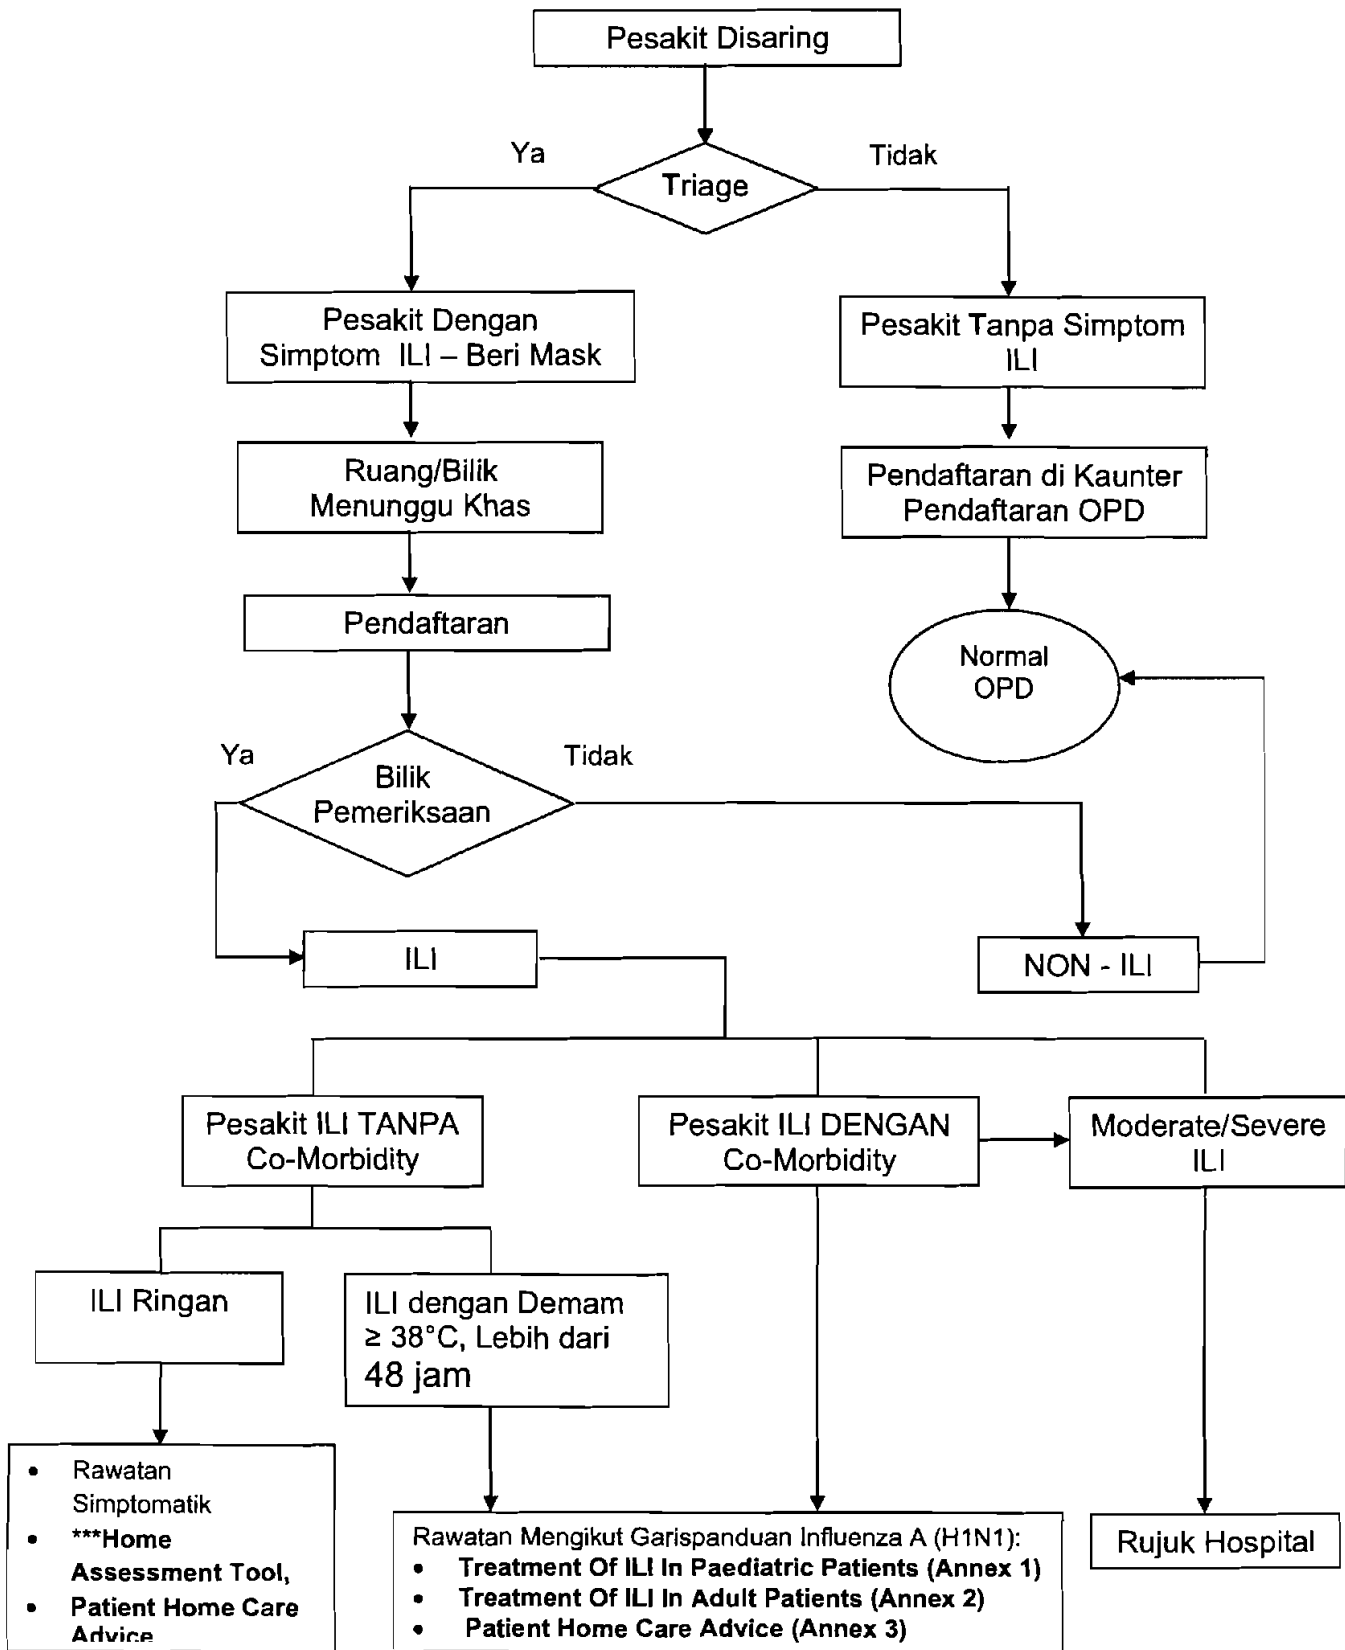 Pesakit Disaring
Ya
Tidak
Triage
Pesakit Dengan
Simptom ILI – Beri Mask
Pesakit Tanpa Simptom
ILI
Ruang/Bilik
Menunggu Khas
Pendaftaran di Kaunter
Pendaftaran OPD
Pendaftaran
Normal
OPD
Ya
Tidak
Bilik
Pemeriksaan
ILI
NON - ILI
Pesakit ILI TANPA
Co-Morbidity
Pesakit ILI DENGAN
Co-Morbidity
Moderate/Severe
ILI
ILI Ringan
ILI dengan Demam
≥ 38°C, Lebih dari
48 jam
• Rawatan
Simptomatik
• ***Home
Assessment Tool,
• Patient Home Care
Advice
Rawatan Mengikut Garispanduan Influenza A (H1N1):
• Treatment Of ILI In Paediatric Patients (Annex 1)
• Treatment Of ILI In Adult Patients (Annex 2)
• Patient Home Care Advice (Annex 3)
Rujuk Hospital